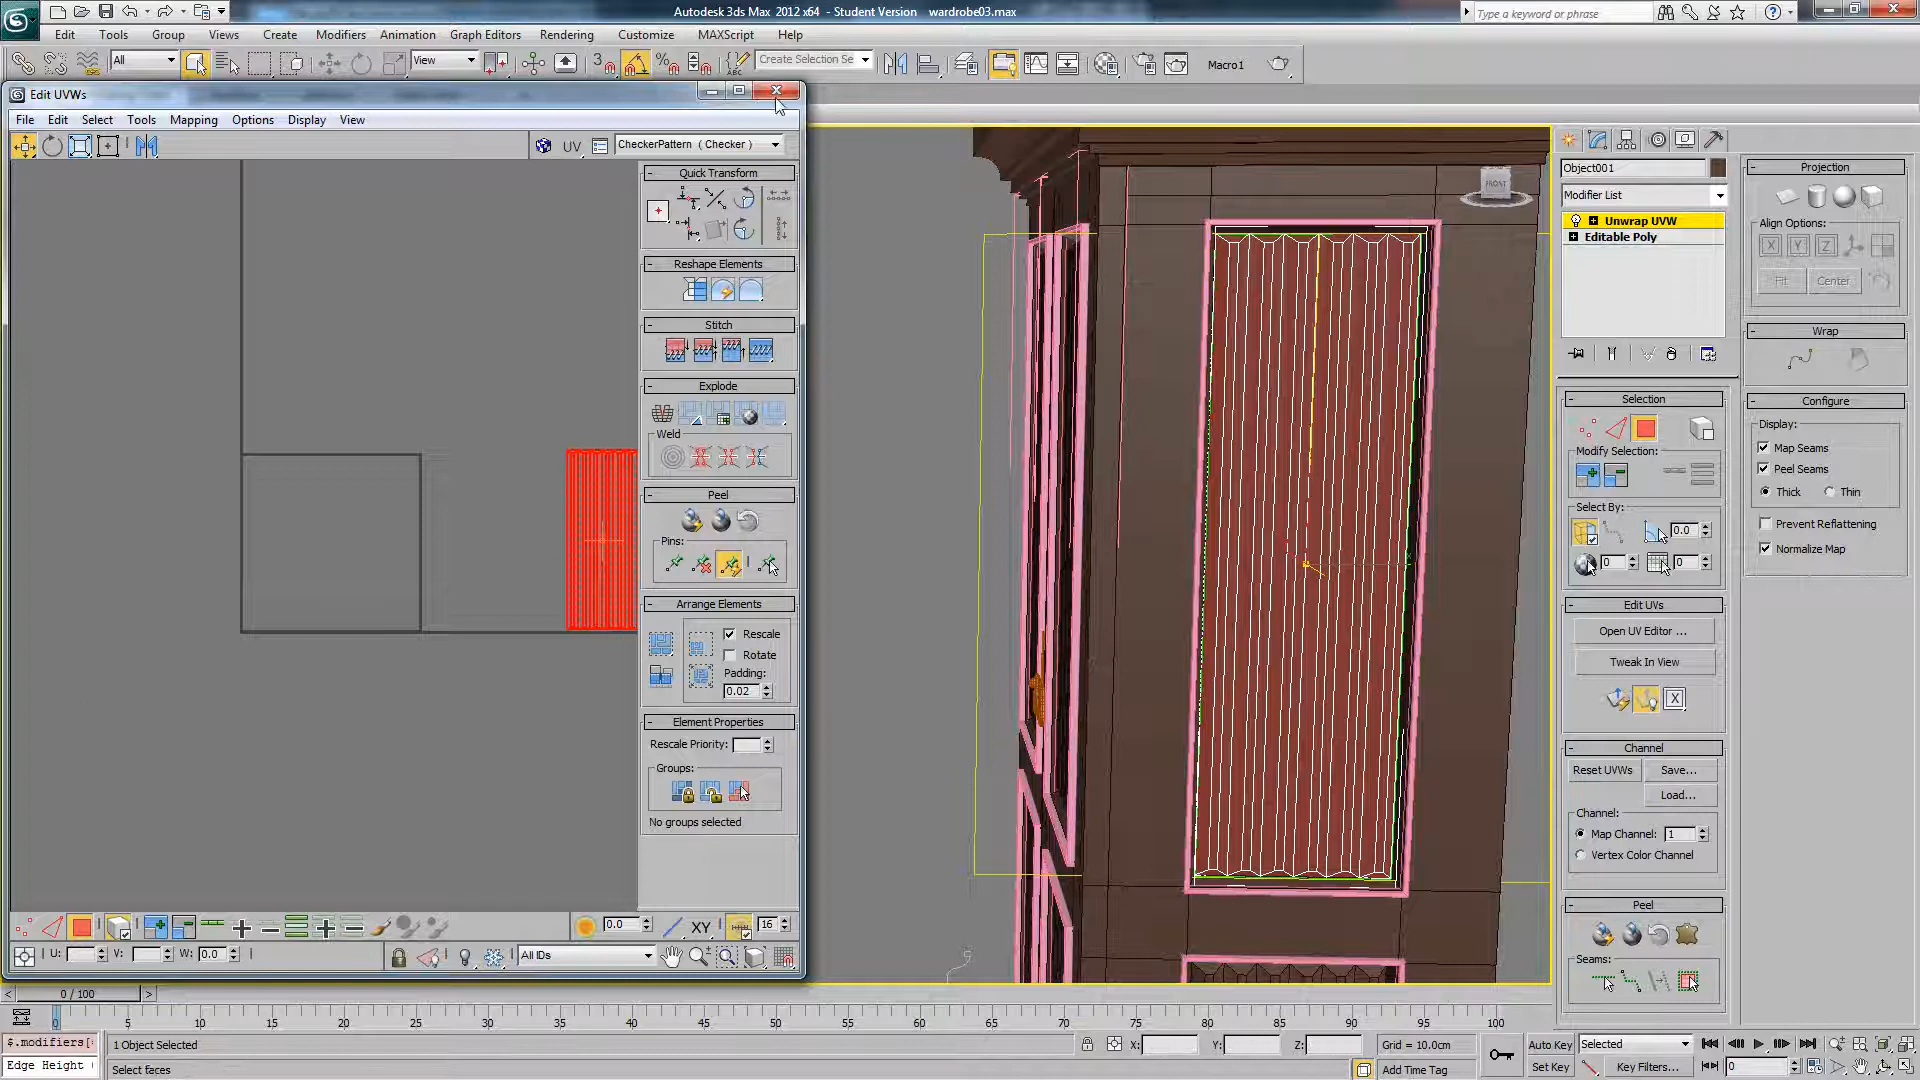 Autodesk 3ds Max 2012 x64 - Student Version wardrobe03.max
Type a keyword or phrase
Edit Tools Group Views Create Modifiers Animation Graph Editors Rendering Customize MAXScript Help
All
View
Create Selection Se
Macro1
Edit UVWs
File Edit Select Tools Mapping Options Display View
UV
CheckerPattern ( Checker )
Quick Transform
Reshape Elements
Stitch
Explode
Weld
Peel
Pins:
Arrange Elements
Rescale
Rotate
Padding:
0.02
Element Properties
Rescale Priority:
Groups:
No groups selected
0.0
XY
16
U: V: W: 0.0
All IDs
FRONT
Object001
Modifier List
Unwrap UVW
Editable Poly
Selection
Modify Selection:
Select By:
0.0
0
0
Edit UVs
Open UV Editor ...
Tweak In View
Channel
Reset UVWs
Save...
Load...
Channel:
Map Channel: 1
Vertex Color Channel
Peel
Seams:
Projection
Align Options:
X Y Z
Fit
Center
Wrap
Configure
Display:
Map Seams
Peel Seams
Thick
Thin
Prevent Reflattening
Normalize Map
0 / 100
0 5 10 15 20 25 30 35 40 45 50 55 60 65 70 75 80 85 90 95 100
$.modifiers[
Edge Height
1 Object Selected
Select faces
X: Y: Z:
Grid = 10.0cm
Add Time Tag
Auto Key
Set Key
Selected
Key Filters...
0